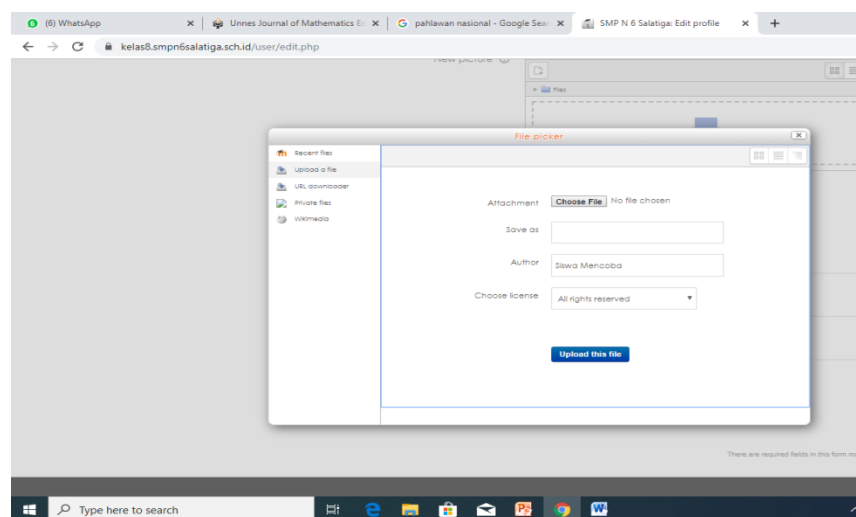 (6) WhatsApp
Unnes Journal of Mathematics E
pahlawan nasional - Google Sear
SMP N 6 Salatiga: Edit profile
kelas8.smpn6salatiga.sch.id/user/edit.php
New picture
Files
File picker
Recent files
Upload a file
URL downloader
Private files
Wikimedia
Attachment Choose File No file chosen
Save as
Author Siswa Mencoba
Choose license All rights reserved
Upload this file
There are required fields in this form
Type here to search